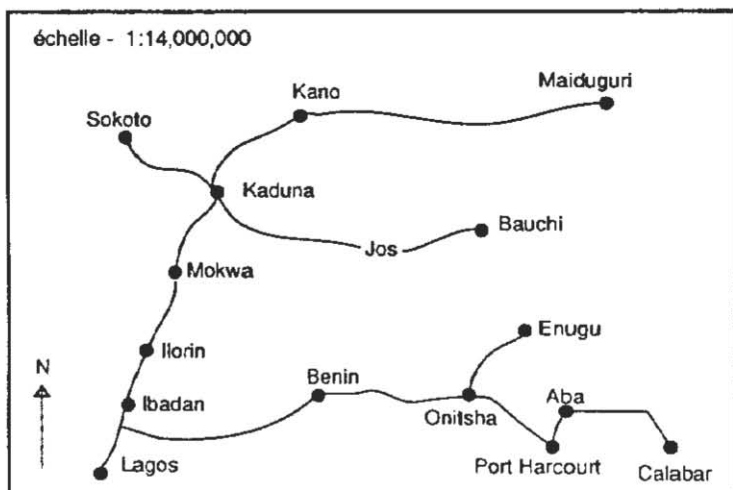 échelle - 1:14,000,000
Maiduguri
Kano
Sokoto
Kaduna
Bauchi
Jos
Mokwa
Enugu
Ilorin
N
Benin
Ibadan
Aba
Onitsha
Lagos
Port Harcourt
Calabar